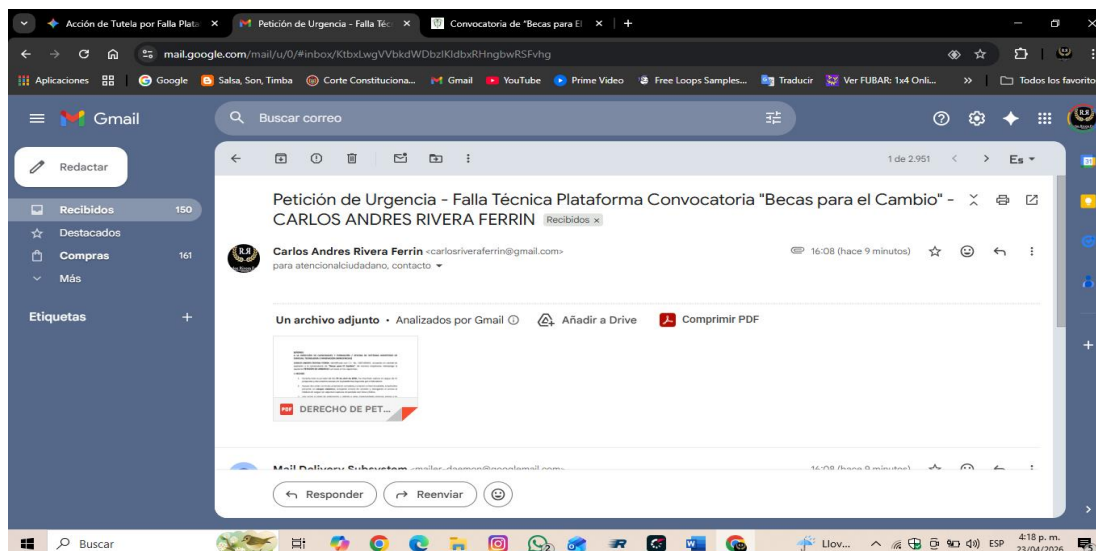 Acción de Tutela por Falla Plata
Petición de Urgencia - Falla Téc
Convocatoria de "Becas para El
mail.google.com/mail/u/0/#inbox/KtbxLwgVVbkdWDbzlKldbxRHngbwRSFvhg
Aplicaciones Google Salsa, Son, Timba Corte Constituciona... Gmail YouTube Prime Video Free Loops Samples... Traducir Ver FUBAR: 1x4 Onli... » Todos los favorito
Gmail
Buscar correo
Redactar
1 de 2.951 Es
Recibidos 150
Destacados
Compras 161
Más
Etiquetas
Petición de Urgencia - Falla Técnica Plataforma Convocatoria "Becas para el Cambio" -
CARLOS ANDRES RIVERA FERRIN Recibidos x
Carlos Andres Rivera Ferrin <carlosriveraferrin@gmail.com> 16:08 (hace 9 minutos)
para atencionalciudadano, contacto
Un archivo adjunto • Analizados por Gmail Añadir a Drive Comprimir PDF
PDF DERECHO DE PET...
Mail Delivery Subsystem <mailer-daemon@googlemail.com> 16:08 (hace 9 minutos)
Responder Reenviar
Buscar
Llov... ESP 4:18 p. m.
23/04/2026